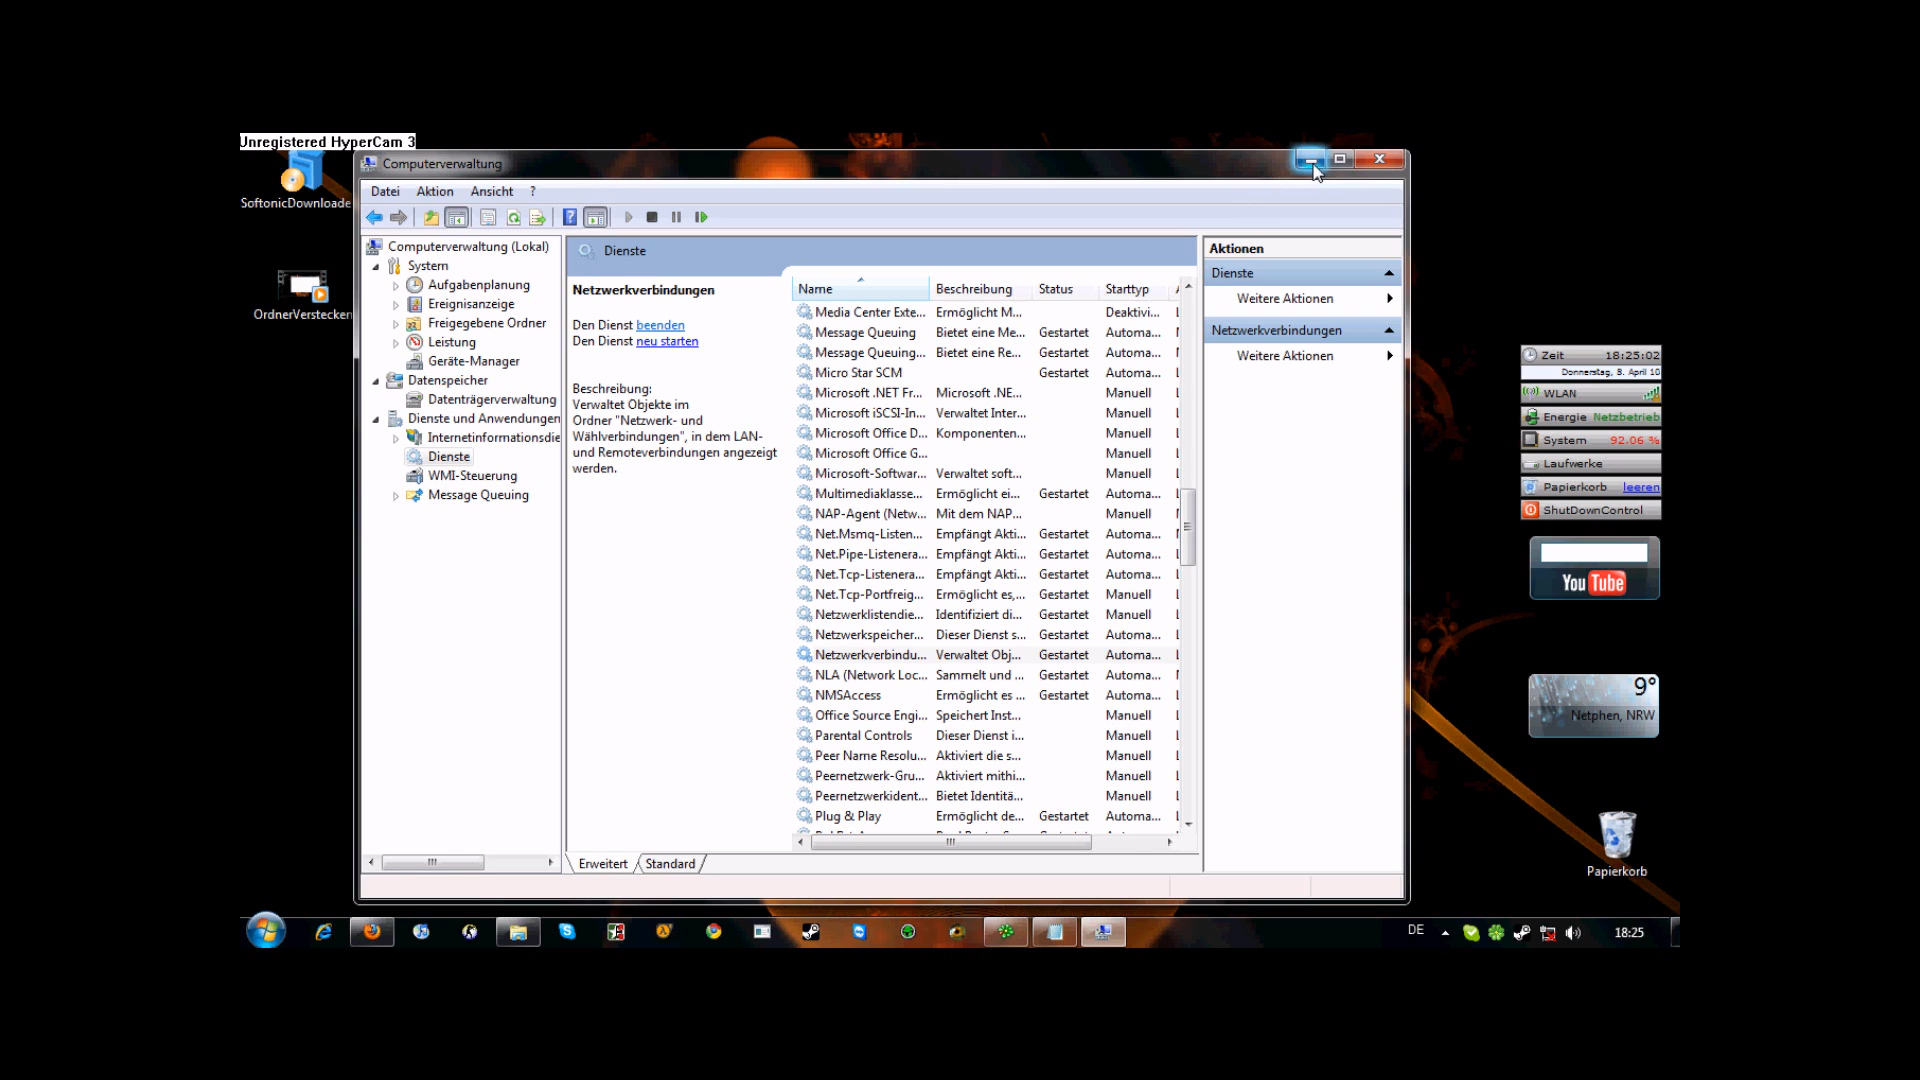 Unregistered HyperCam 3
SoftonicDownloade
OrdnerVerstecken
Computerverwaltung
Datei Aktion Ansicht ?
Computerverwaltung (Lokal)
System
Aufgabenplanung
Ereignisanzeige
Freigegebene Ordner
Leistung
Geräte-Manager
Datenspeicher
Datenträgerverwaltung
Dienste und Anwendungen
Internetinformationsdie
Dienste
WMI-Steuerung
Message Queuing
Dienste
Netzwerkverbindungen
Den Dienst beenden
Den Dienst neu starten
Beschreibung:
Verwaltet Objekte im
Ordner "Netzwerk- und
Wählverbindungen", in dem LAN-
und Remoteverbindungen angezeigt
werden.
Name Beschreibung Status Starttyp
Media Center Exte... Ermöglicht M... Deaktivi...
Message Queuing Bietet eine Me... Gestartet Automa...
Message Queuing... Bietet eine Re... Gestartet Automa...
Micro Star SCM Gestartet Automa...
Microsoft .NET Fr... Microsoft .NE... Manuell
Microsoft iSCSI-In... Verwaltet Inter... Manuell
Microsoft Office D... Komponenten... Manuell
Microsoft Office G... Manuell
Microsoft-Softwar... Verwaltet soft... Manuell
Multimediaklasse... Ermöglicht ei... Gestartet Automa...
NAP-Agent (Netw... Mit dem NAP... Manuell
Net.Msmq-Listen... Empfängt Akti... Gestartet Automa...
Net.Pipe-Listenera... Empfängt Akti... Gestartet Automa...
Net.Tcp-Listenera... Empfängt Akti... Gestartet Automa...
Net.Tcp-Portfreig... Ermöglicht es,... Gestartet Manuell
Netzwerklistendie... Identifiziert di... Gestartet Manuell
Netzwerkspeicher... Dieser Dienst s... Gestartet Automa...
Netzwerkverbindu... Verwaltet Obj... Gestartet Automa...
NLA (Network Loc... Sammelt und ... Gestartet Automa...
NMSAccess Ermöglicht es ... Gestartet Automa...
Office Source Engi... Speichert Inst... Manuell
Parental Controls Dieser Dienst i... Manuell
Peer Name Resolu... Aktiviert die s... Manuell
Peernetzwerk-Gru... Aktiviert mithi... Manuell
Peernetzwerkident... Bietet Identitä... Manuell
Plug & Play Ermöglicht de... Gestartet Automa...
Erweitert Standard
Aktionen
Dienste
Weitere Aktionen
Netzwerkverbindungen
Weitere Aktionen
Zeit 18:25:02
Donnerstag, 8. April 10
WLAN
Energie Netzbetrieb
System 92.06 %
Laufwerke
Papierkorb leeren
ShutDownControl
YouTube
9°
Netphen, NRW
Papierkorb
DE
18:25